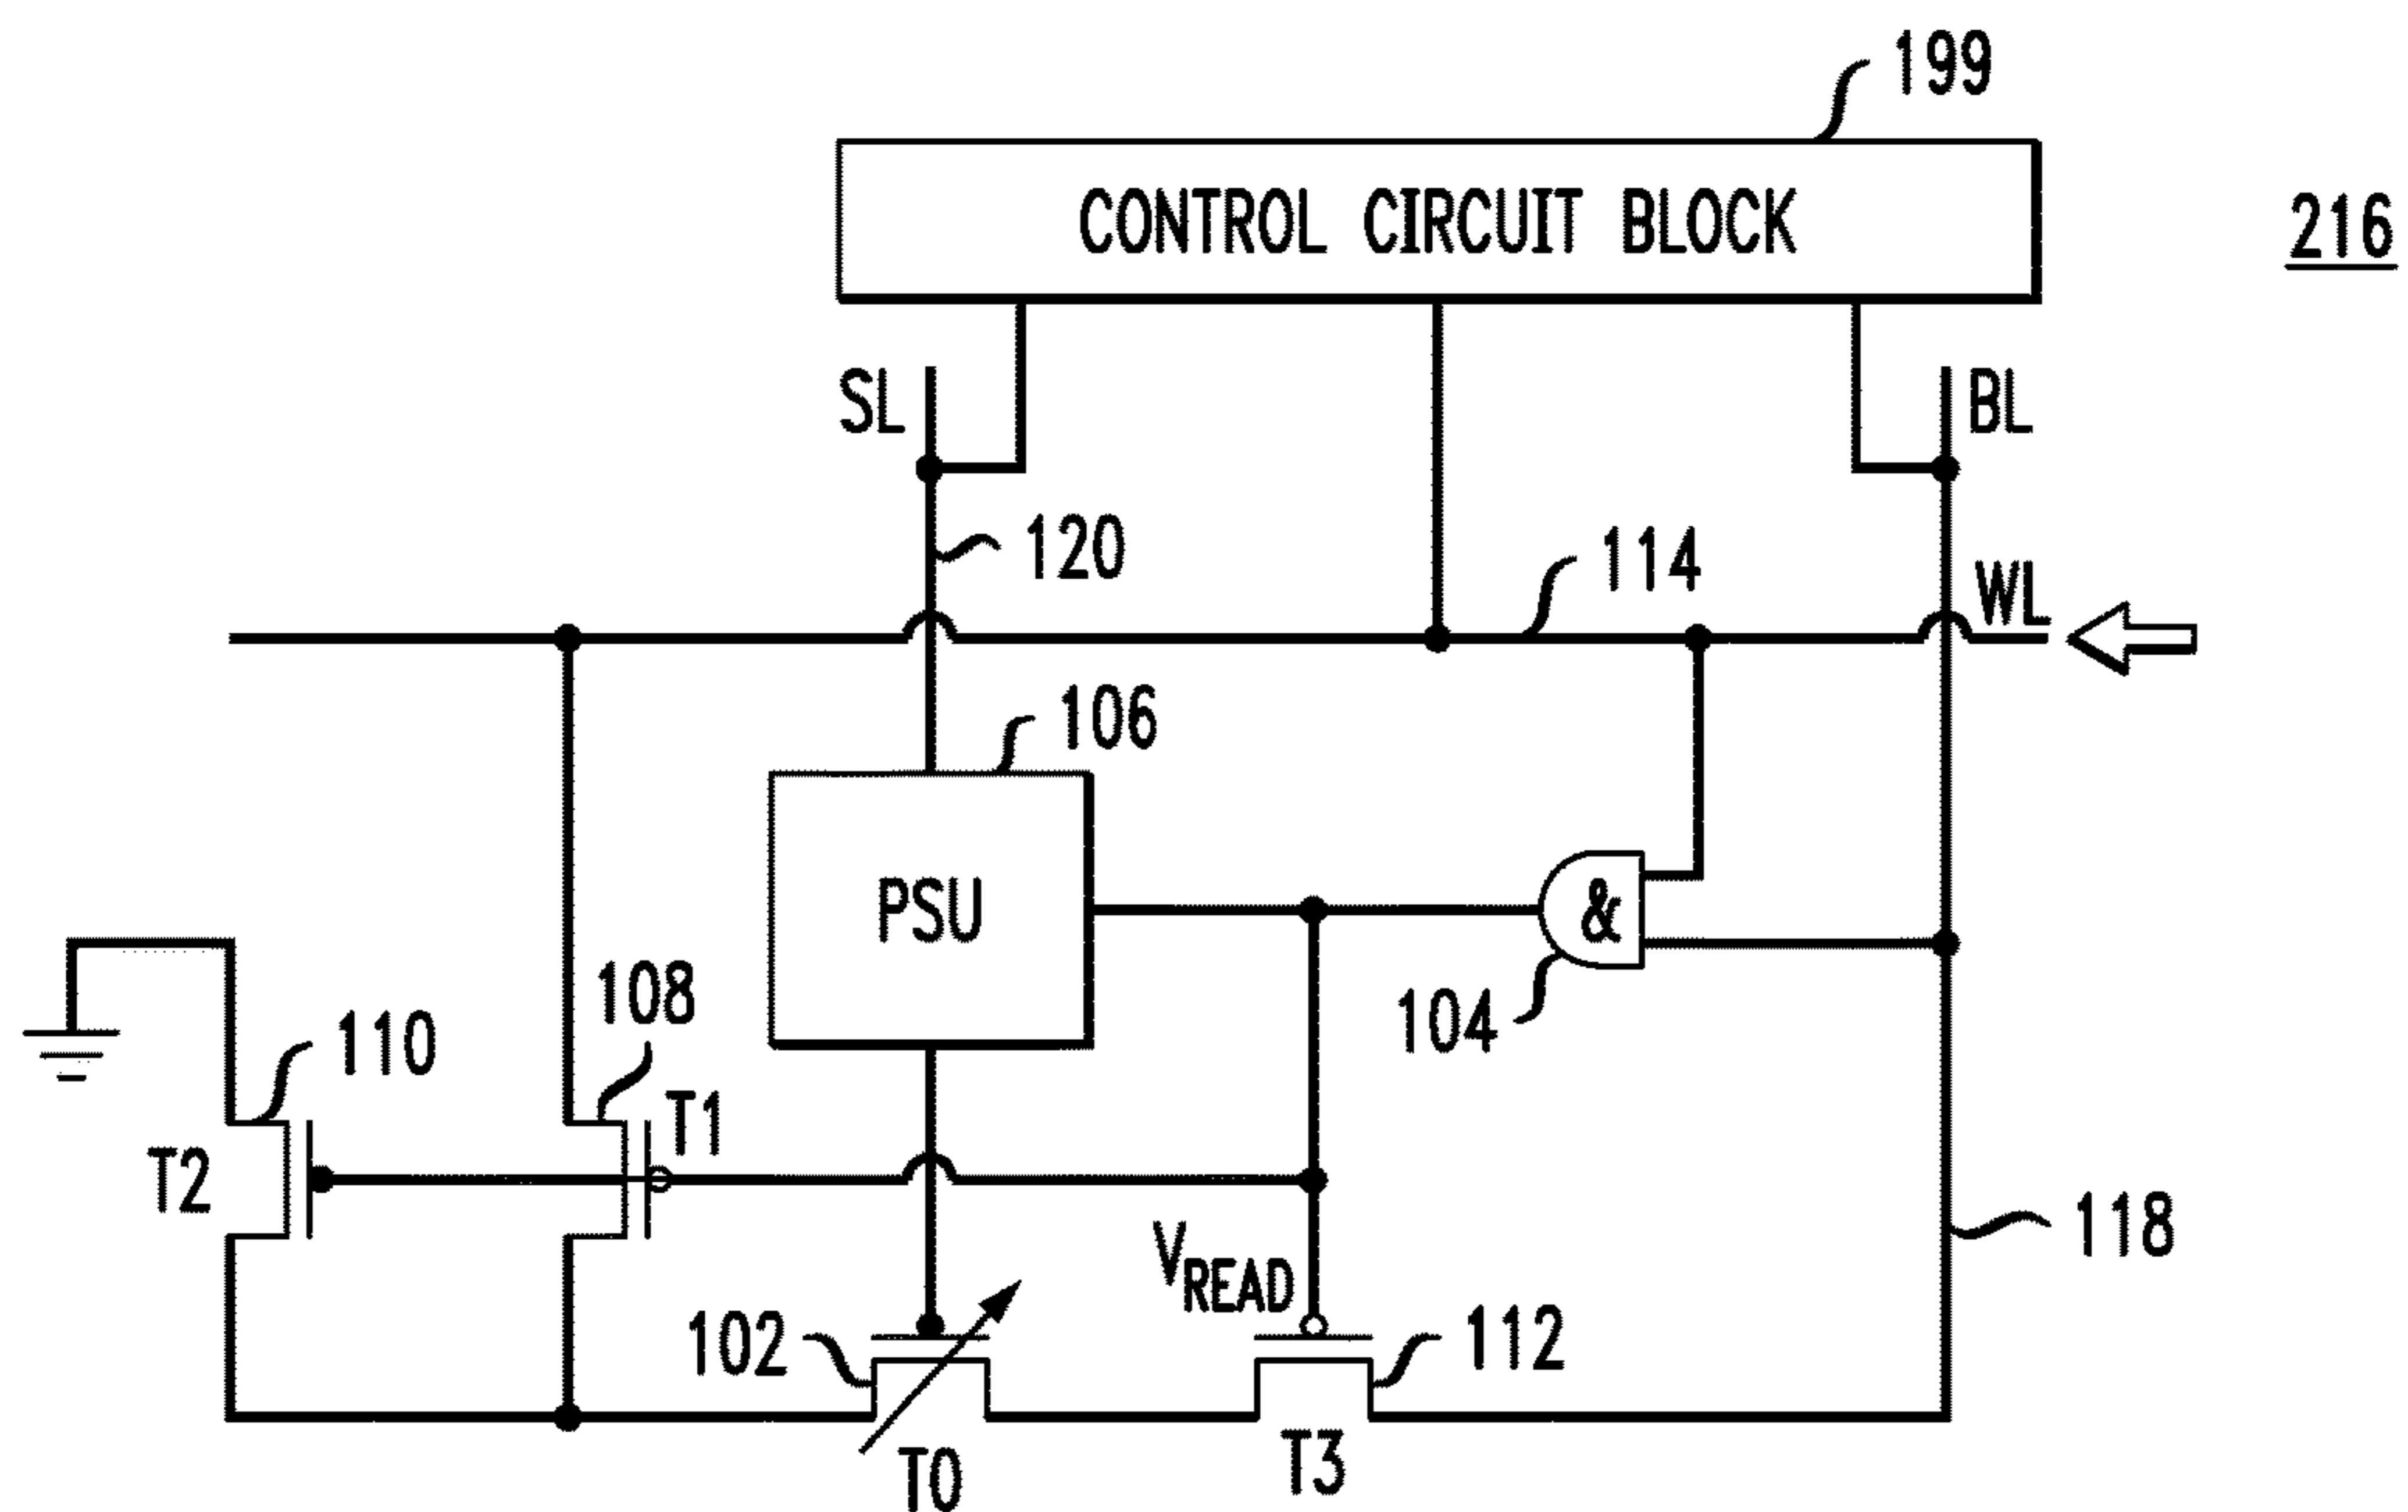 199
CONTROL CIRCUIT BLOCK
216
SL
BL
120
114
WL
106
PSU
&
108
110
104
T1
T2
118
VREAD
102
112
T0
T3